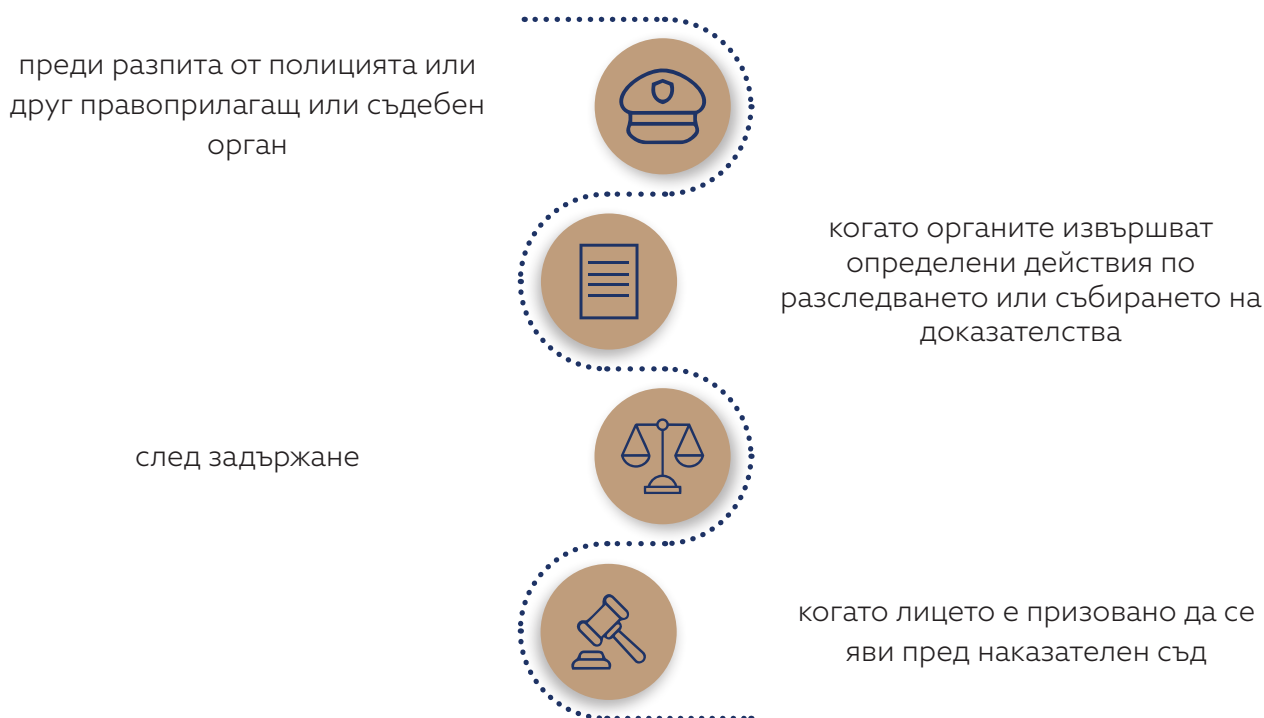 преди разпита от полицията или
друг правоприлагащ или съдебен
орган
когато органите извършват
определени действия по
разследването или събирането на
доказателства
след задържане
когато лицето е призовано да се
яви пред наказателен съд